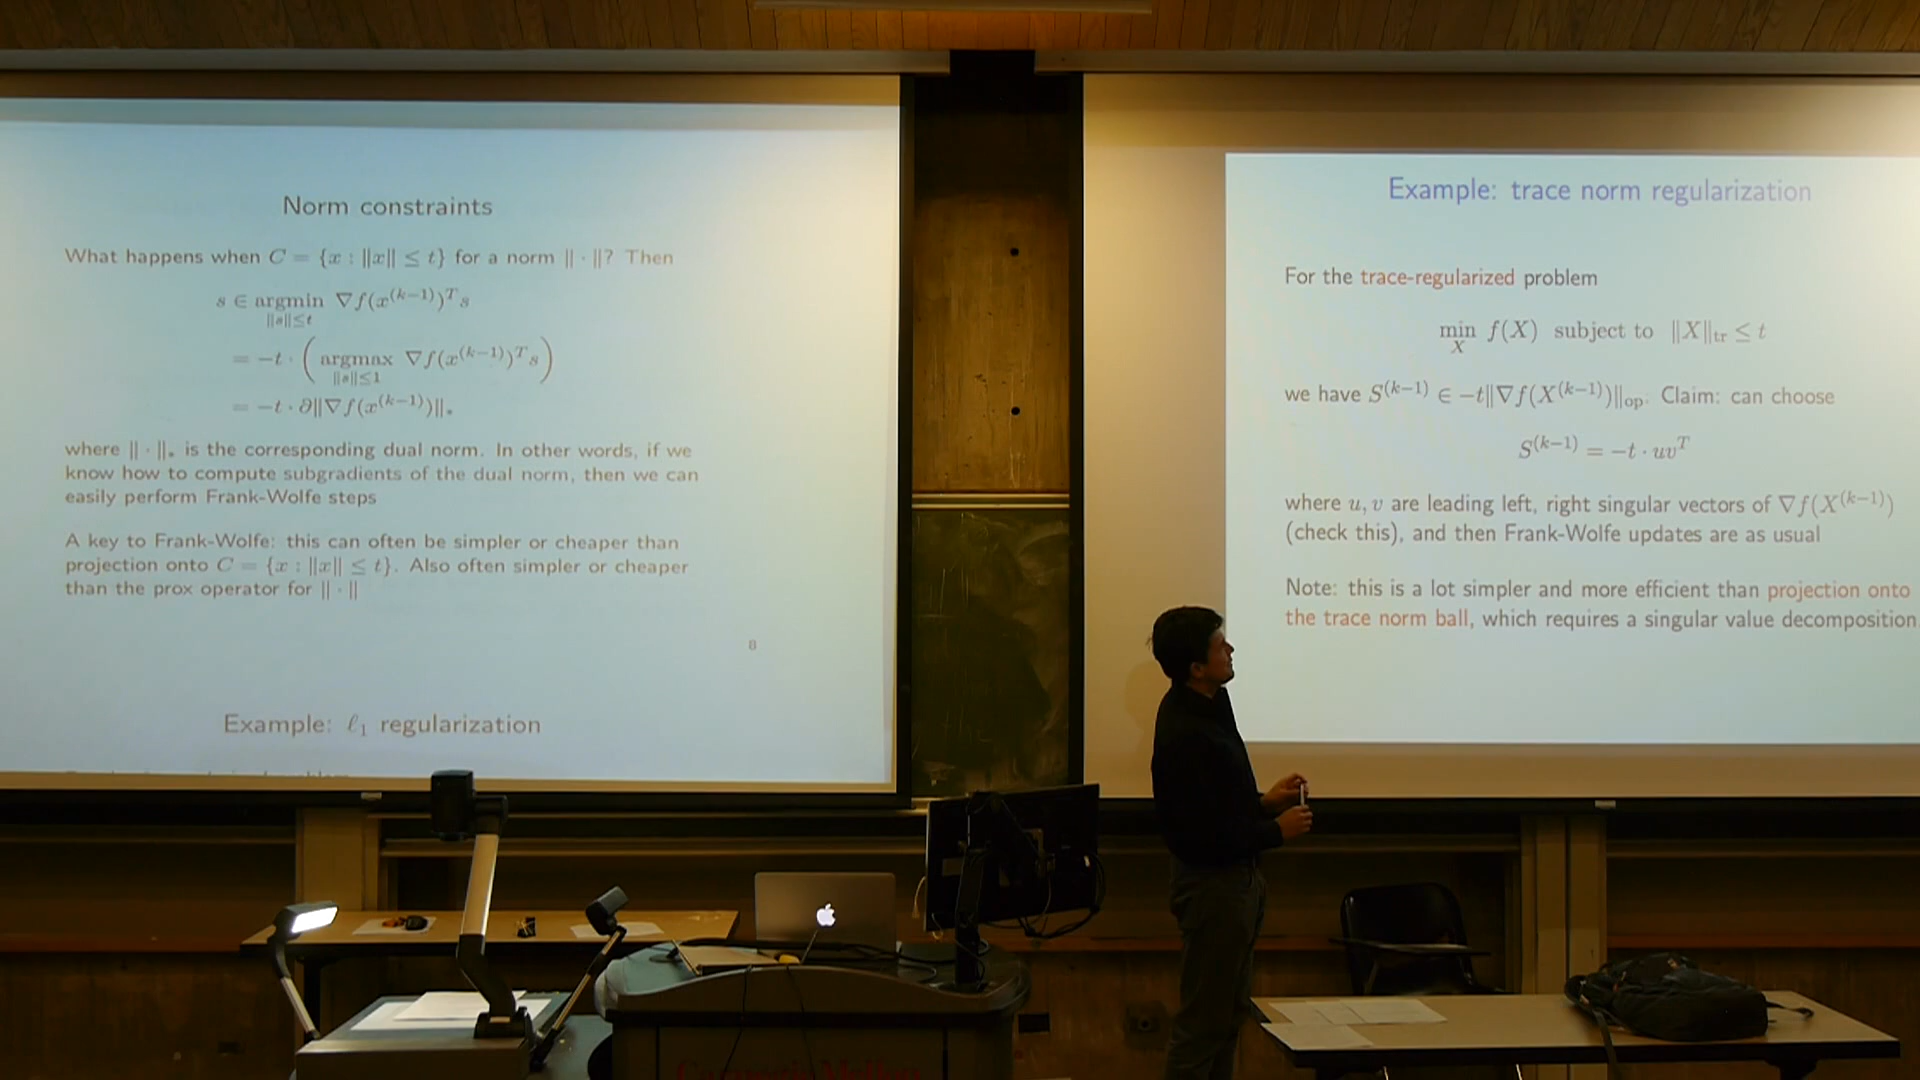 Norm constraints
What happens when C = {x : ‖x‖ ≤ t} for a norm ‖ · ‖? Then
s ∈ argmin ∇f(x^(k−1))^T s
‖s‖≤t
= −t · ( argmax ∇f(x^(k−1))^T s )
‖s‖≤1
= −t · ∂‖∇f(x^(k−1))‖_*
where ‖ · ‖_* is the corresponding dual norm. In other words, if we
know how to compute subgradients of the dual norm, then we can
easily perform Frank-Wolfe steps
A key to Frank-Wolfe: this can often be simpler or cheaper than
projection onto C = {x : ‖x‖ ≤ t}. Also often simpler or cheaper
than the prox operator for ‖ · ‖
8
Example: ℓ₁ regularization
Example: trace norm regularization
For the trace-regularized problem
min f(X) subject to ‖X‖_tr ≤ t
X
we have S^(k−1) ∈ −t‖∇f(X^(k−1))‖_op. Claim: can choose
S^(k−1) = −t · uv^T
where u, v are leading left, right singular vectors of ∇f(X^(k−1))
(check this), and then Frank-Wolfe updates are as usual
Note: this is a lot simpler and more efficient than projection onto
the trace norm ball, which requires a singular value decomposition
Carnegie Mellon